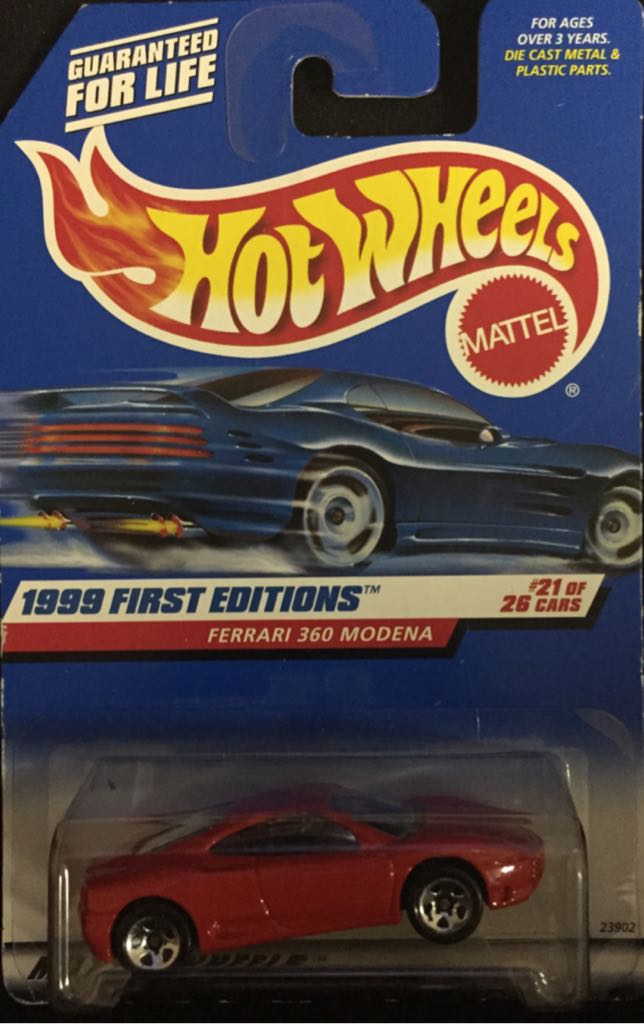 GUARANTEED
FOR LIFE
FOR AGES
OVER 3 YEARS.
DIE CAST METAL &
PLASTIC PARTS.
HOT WHEELS
MATTEL
®
1999 FIRST EDITIONS™
#21 OF
26 CARS
FERRARI 360 MODENA
23902